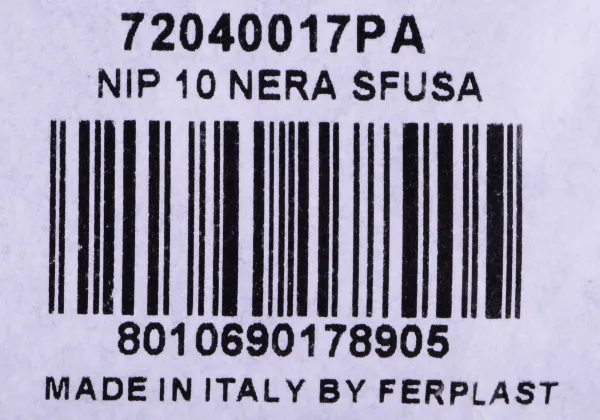 72040017PA
NIP 10 NERA SFUSA
8010690178905
MADE IN ITALY BY FERPLAST